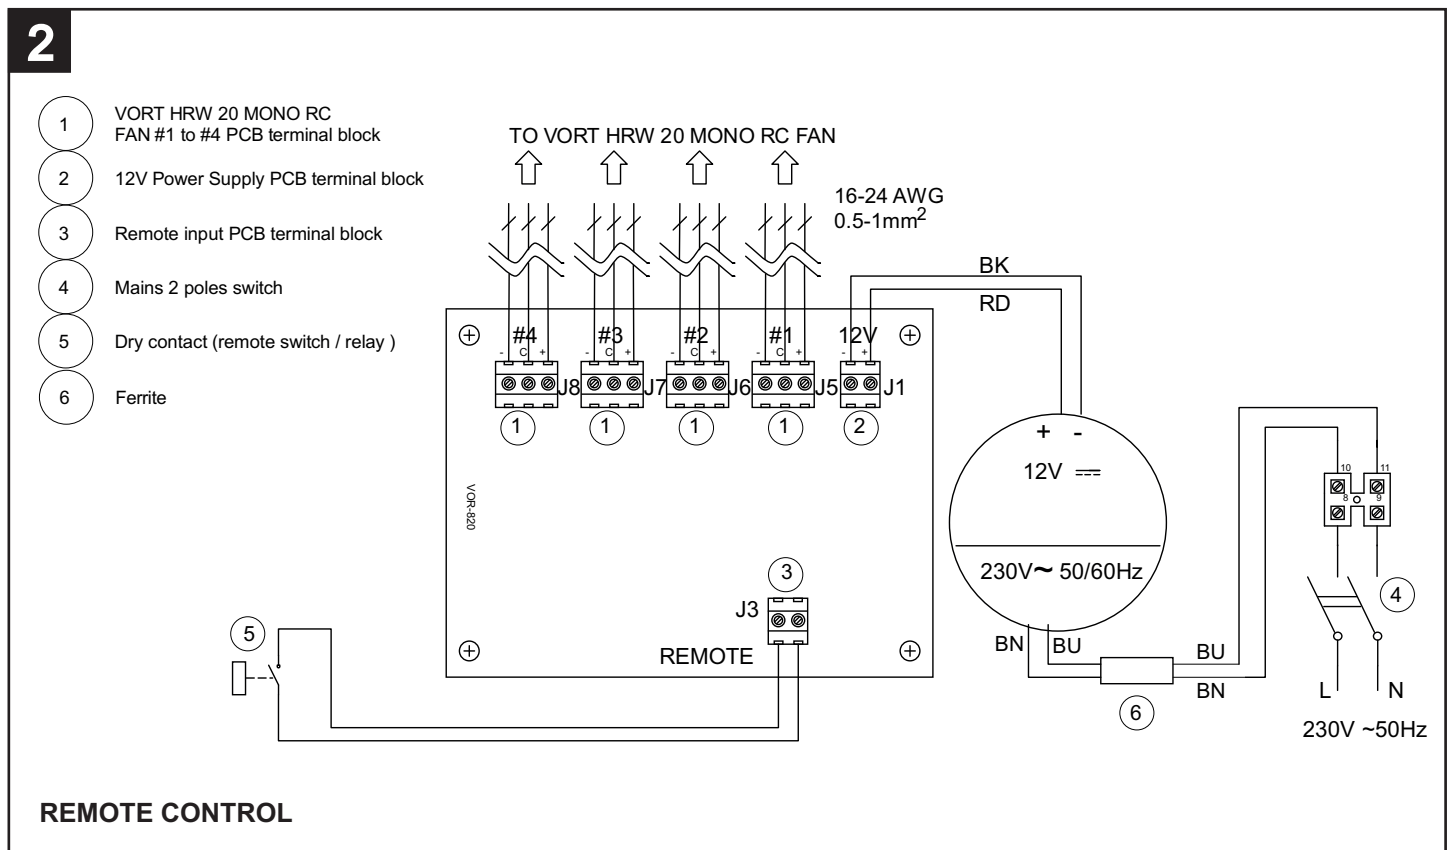 2
1
VORT HRW 20 MONO RC
FAN #1 to #4 PCB terminal block
2
12V Power Supply PCB terminal block
3
Remote input PCB terminal block
4
Mains 2 poles switch
5
Dry contact (remote switch / relay )
6
Ferrite
TO VORT HRW 20 MONO RC FAN
16-24 AWG
0.5-1mm2
BK
RD
#4 #3 #2 #1 12V
- C + - C + - C + - C + - +
J8 J7 J6 J5 J1
1 1 1 1 2
+ -
12V
10 11
8 9
VOR-820
230V~ 50/60Hz
3
4
J3
5
REMOTE
BN BU
BU
BN
6
L N
230V ~50Hz
REMOTE CONTROL